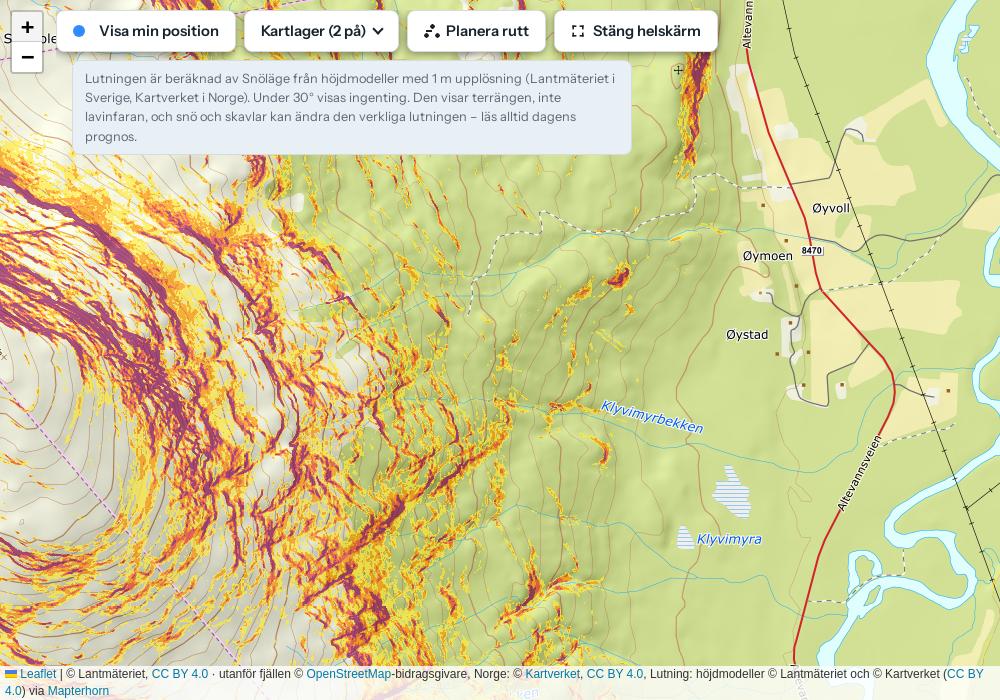 +
−
Visa min position
Kartlager (2 på)
Planera rutt
Stäng helskärm
Lutningen är beräknad av Snöläge från höjdmodeller med 1 m upplösning (Lantmäteriet i
Sverige, Kartverket i Norge). Under 30° visas ingenting. Den visar terrängen, inte
lavinfaran, och snö och skavlar kan ändra den verkliga lutningen – läs alltid dagens
prognos.
Øyvoll
8470
Øymoen
Øystad
Klyvimyrbekken
Altevannsveien
Klyvimyra
Leaflet | © Lantmäteriet, CC BY 4.0 · utanför fjällen © OpenStreetMap-bidragsgivare, Norge: © Kartverket, CC BY 4.0, Lutning: höjdmodeller © Lantmäteriet och © Kartverket (CC BY
4.0) via Mapterhorn